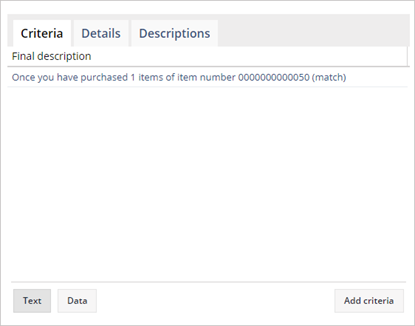 Criteria Details Descriptions
Final description
Once you have purchased 1 items of item number 0000000000050 (match)
Text Data Add criteria